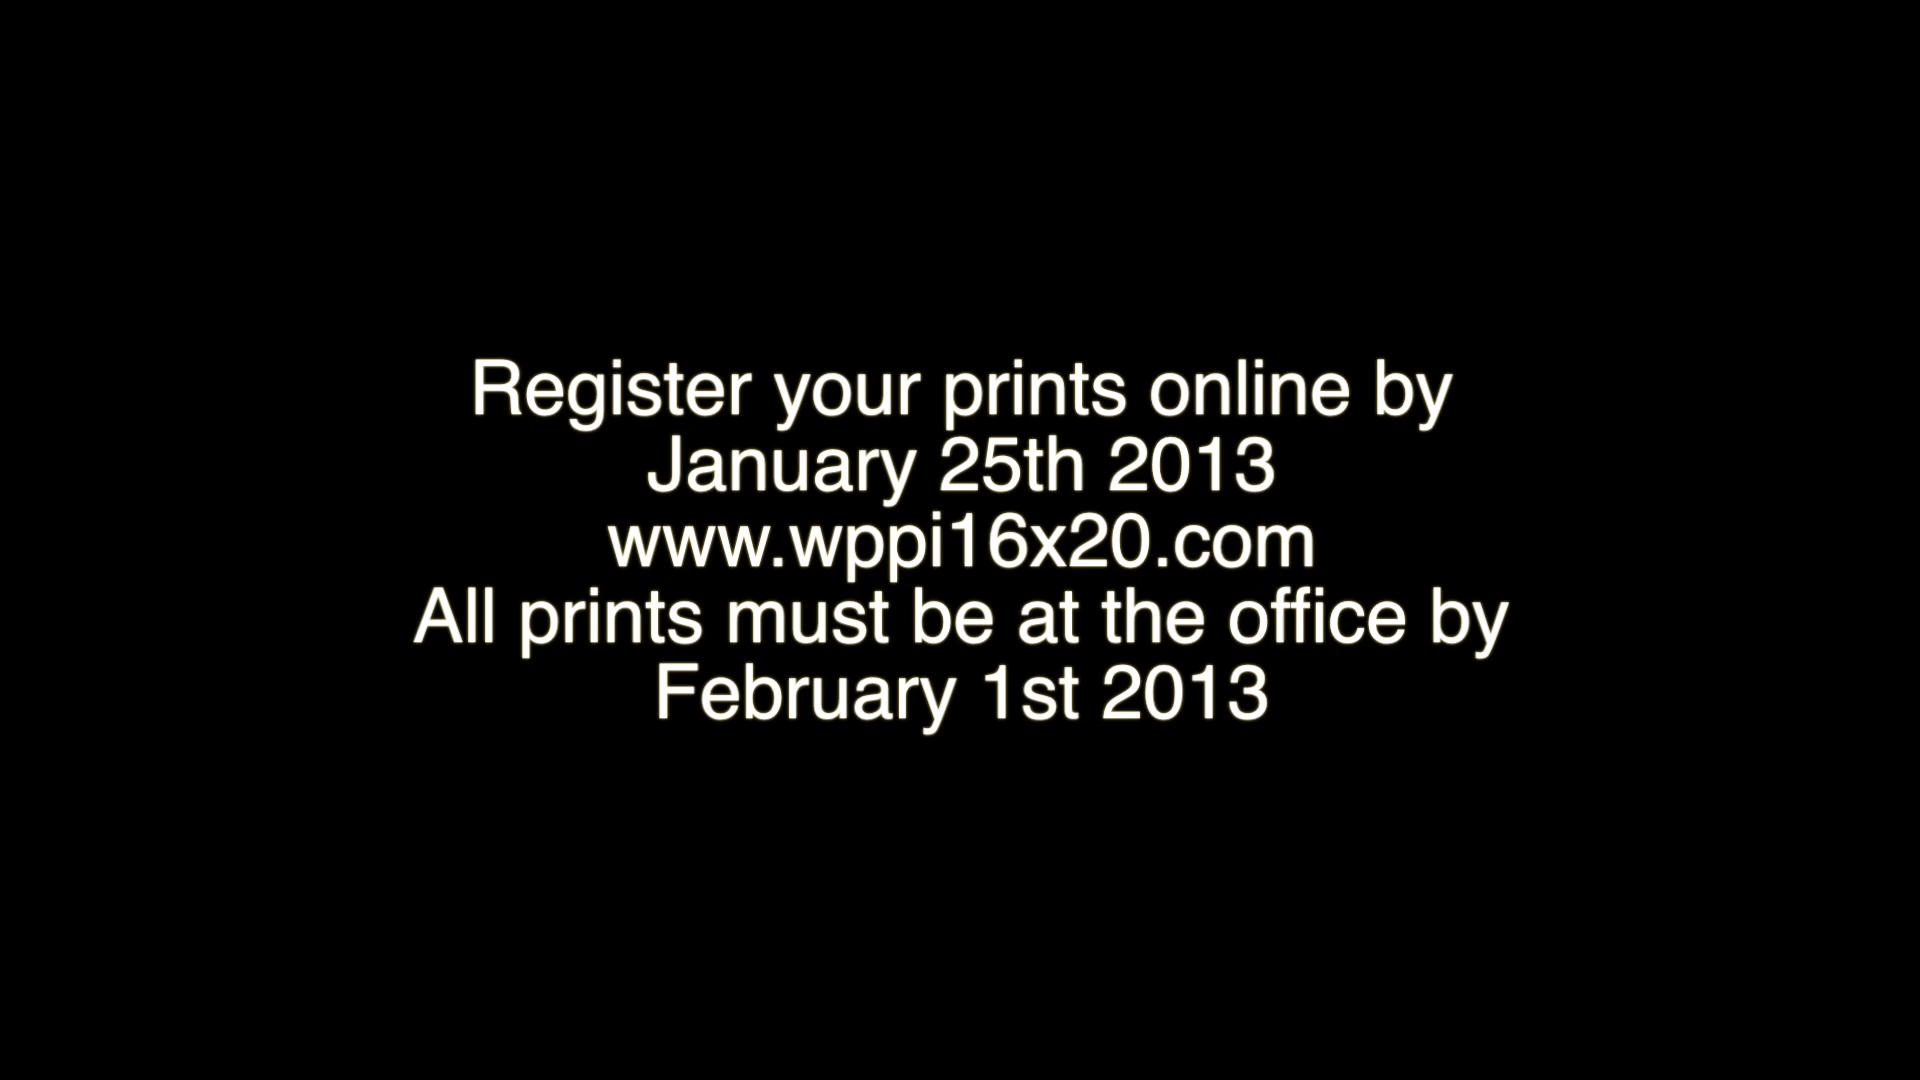 Register your prints online by
January 25th 2013
www.wppi16x20.com
All prints must be at the office by
February 1st 2013